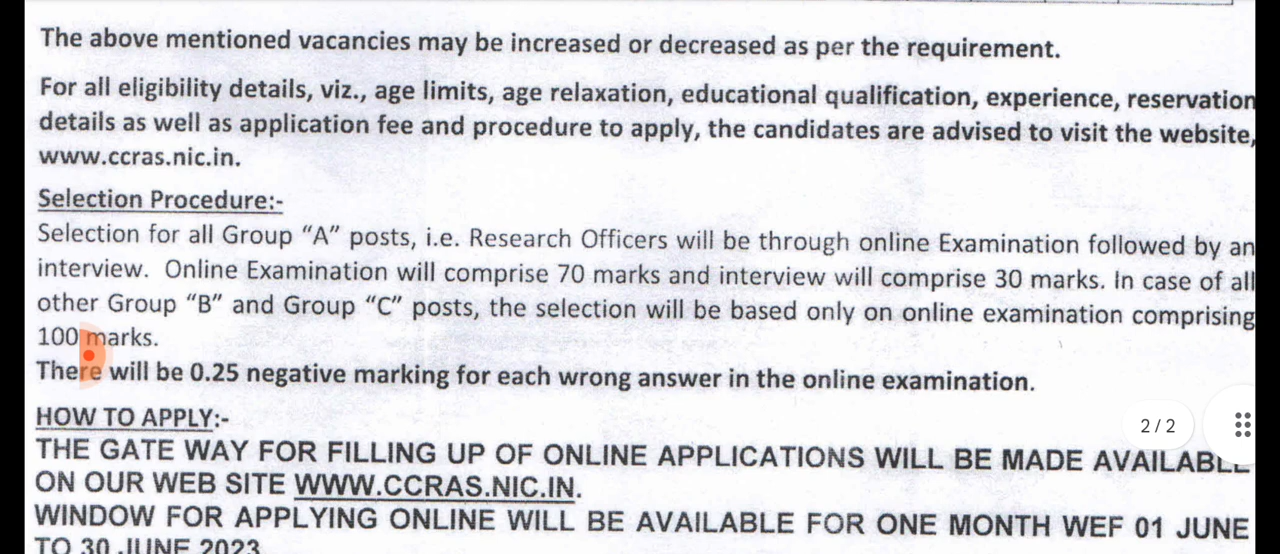 The above mentioned vacancies may be increased or decreased as per the requirement.
For all eligibility details, viz., age limits, age relaxation, educational qualification, experience, reservation
details as well as application fee and procedure to apply, the candidates are advised to visit the website,
www.ccras.nic.in.
Selection Procedure:-
Selection for all Group “A” posts, i.e. Research Officers will be through online Examination followed by an
interview. Online Examination will comprise 70 marks and interview will comprise 30 marks. In case of all
other Group “B” and Group “C” posts, the selection will be based only on online examination comprising
100 marks.
There will be 0.25 negative marking for each wrong answer in the online examination.
HOW TO APPLY:-
2/2
THE GATE WAY FOR FILLING UP OF ONLINE APPLICATIONS WILL BE MADE AVAILABLE
ON OUR WEB SITE WWW.CCRAS.NIC.IN.
WINDOW FOR APPLYING ONLINE WILL BE AVAILABLE FOR ONE MONTH WEF 01 JUNE
TO 30 JUNE 2023